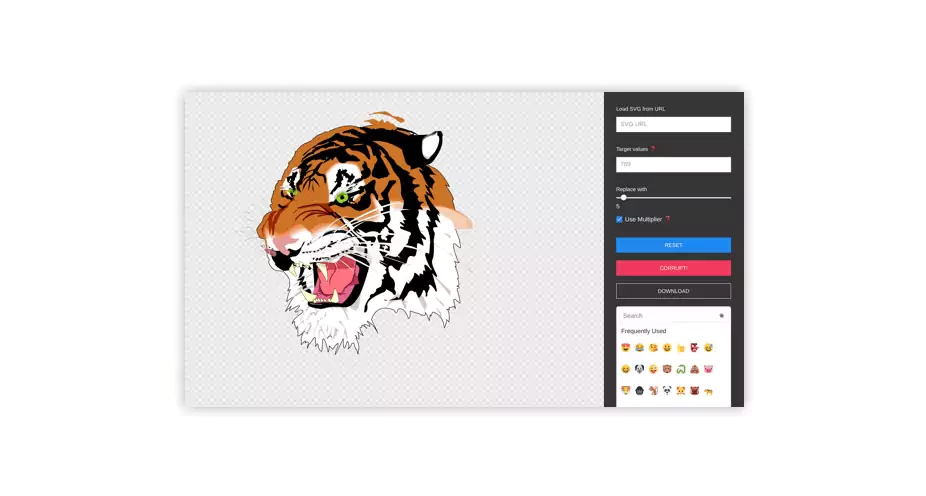 Load SVG from URL
SVG URL
Target values ?
789
Replace with
5
Use Multiplier ?
RESET
CORRUPT!
DOWNLOAD
Search
Frequently Used